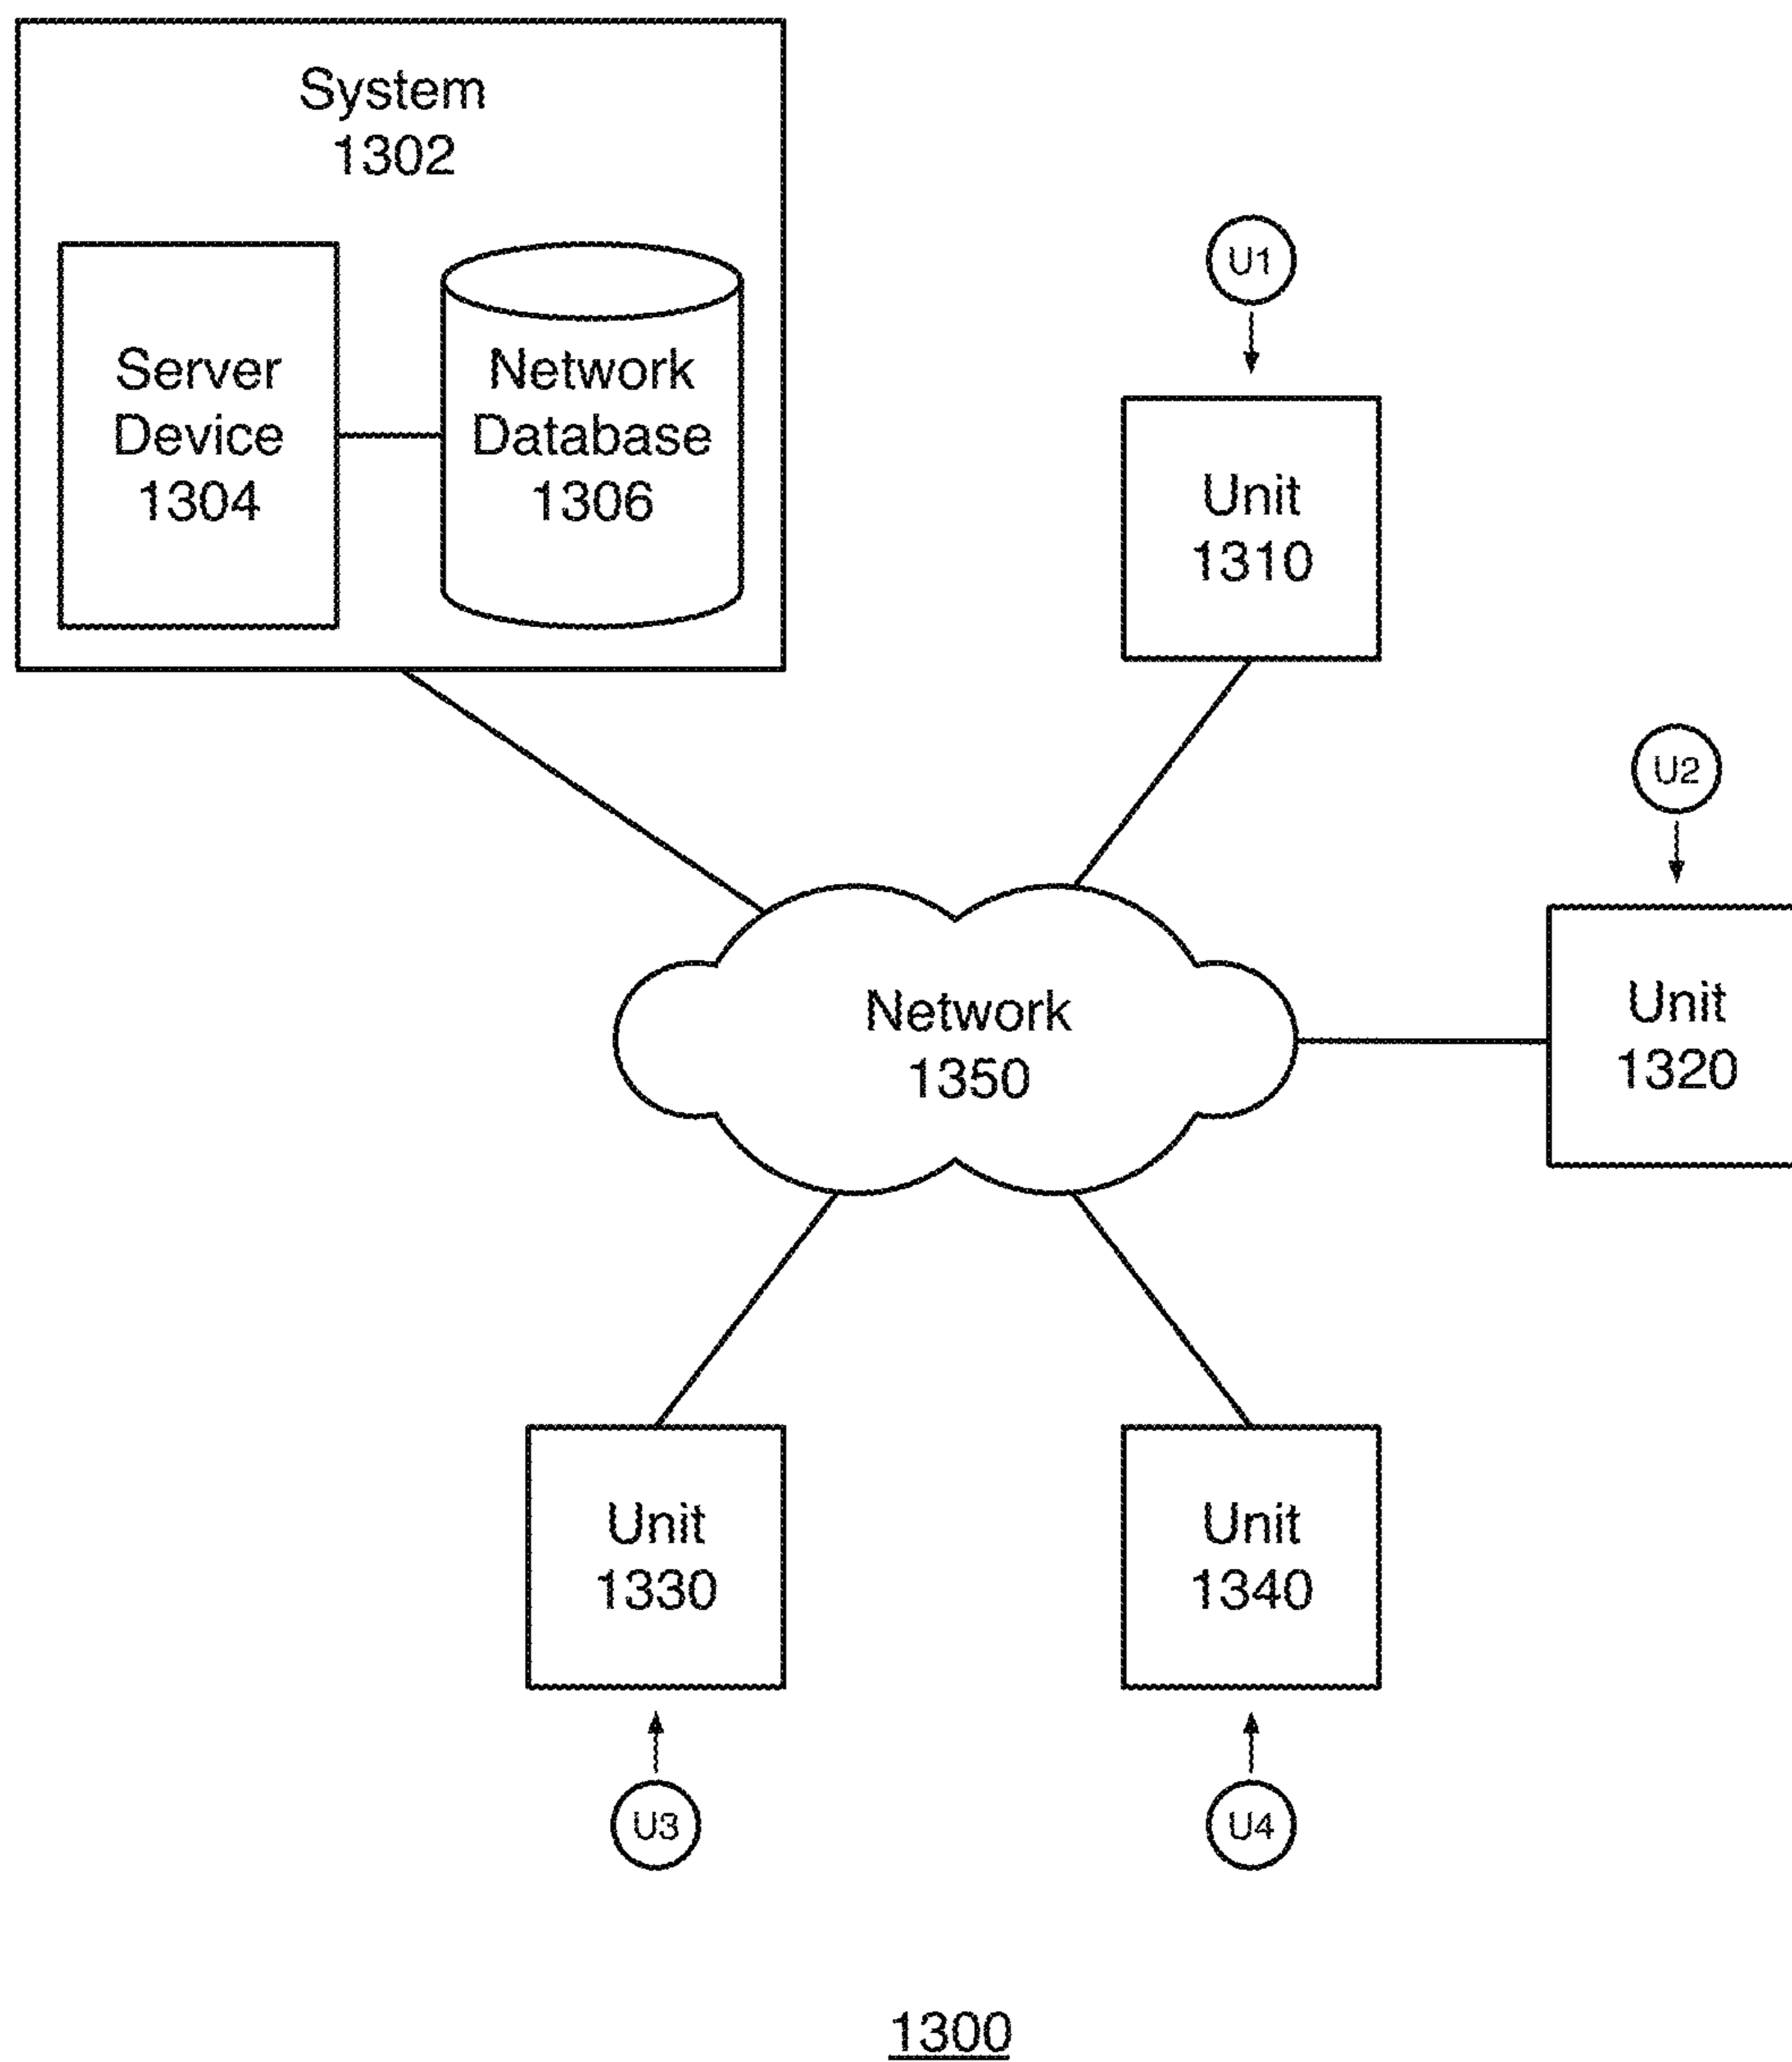 System
1302
Server
Device
1304
Network
Database
1306
U1
Unit
1310
U2
Unit
1320
Network
1350
Unit
1330
Unit
1340
U3
U4
1300